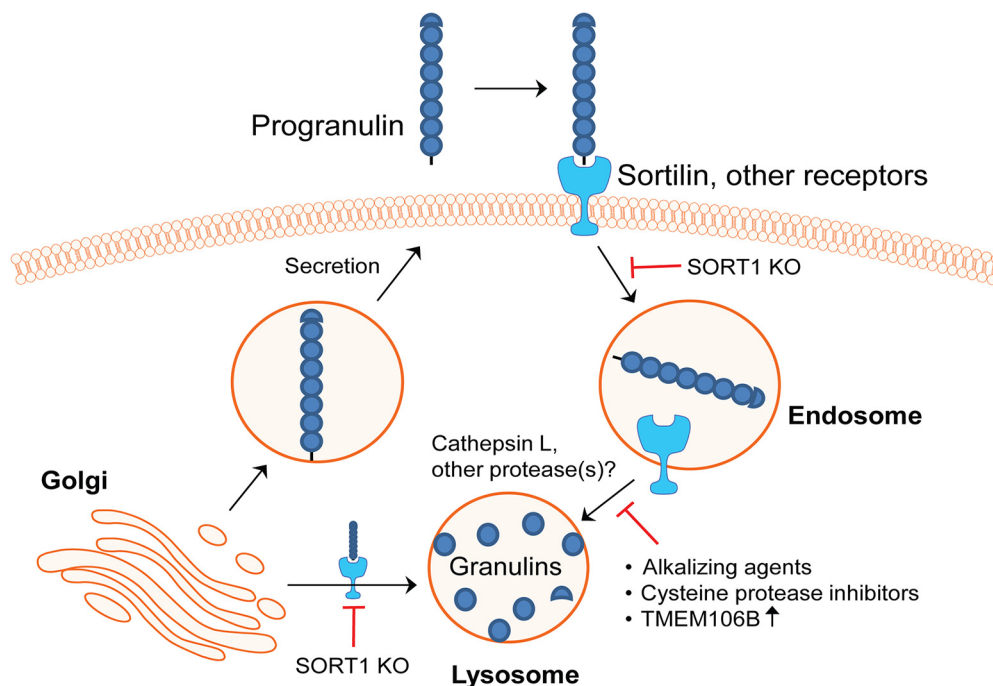 Progranulin
Sortilin, other receptors
Secretion
SORT1 KO
Endosome
Cathepsin L,
other protease(s)?
Golgi
Granulins
• Alkalizing agents
• Cysteine protease inhibitors
• TMEM106B ↑
SORT1 KO
Lysosome